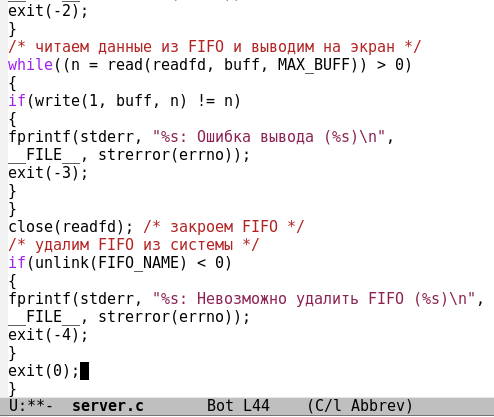 exit(-2);
}
/* читаем данные из FIFO и выводим на экран */
while((n = read(readfd, buff, MAX_BUFF)) > 0)
{
if(write(1, buff, n) != n)
{
fprintf(stderr, "%s: Ошибка вывода (%s)\n",
__FILE__, strerror(errno));
exit(-3);
}
}
close(readfd); /* закроем FIFO */
/* удалим FIFO из системы */
if(unlink(FIFO_NAME) < 0)
{
fprintf(stderr, "%s: Невозможно удалить FIFO (%s)\n",
__FILE__, strerror(errno));
exit(-4);
}
exit(0);
}
U:**-  server.c      Bot L44    (C/l Abbrev)